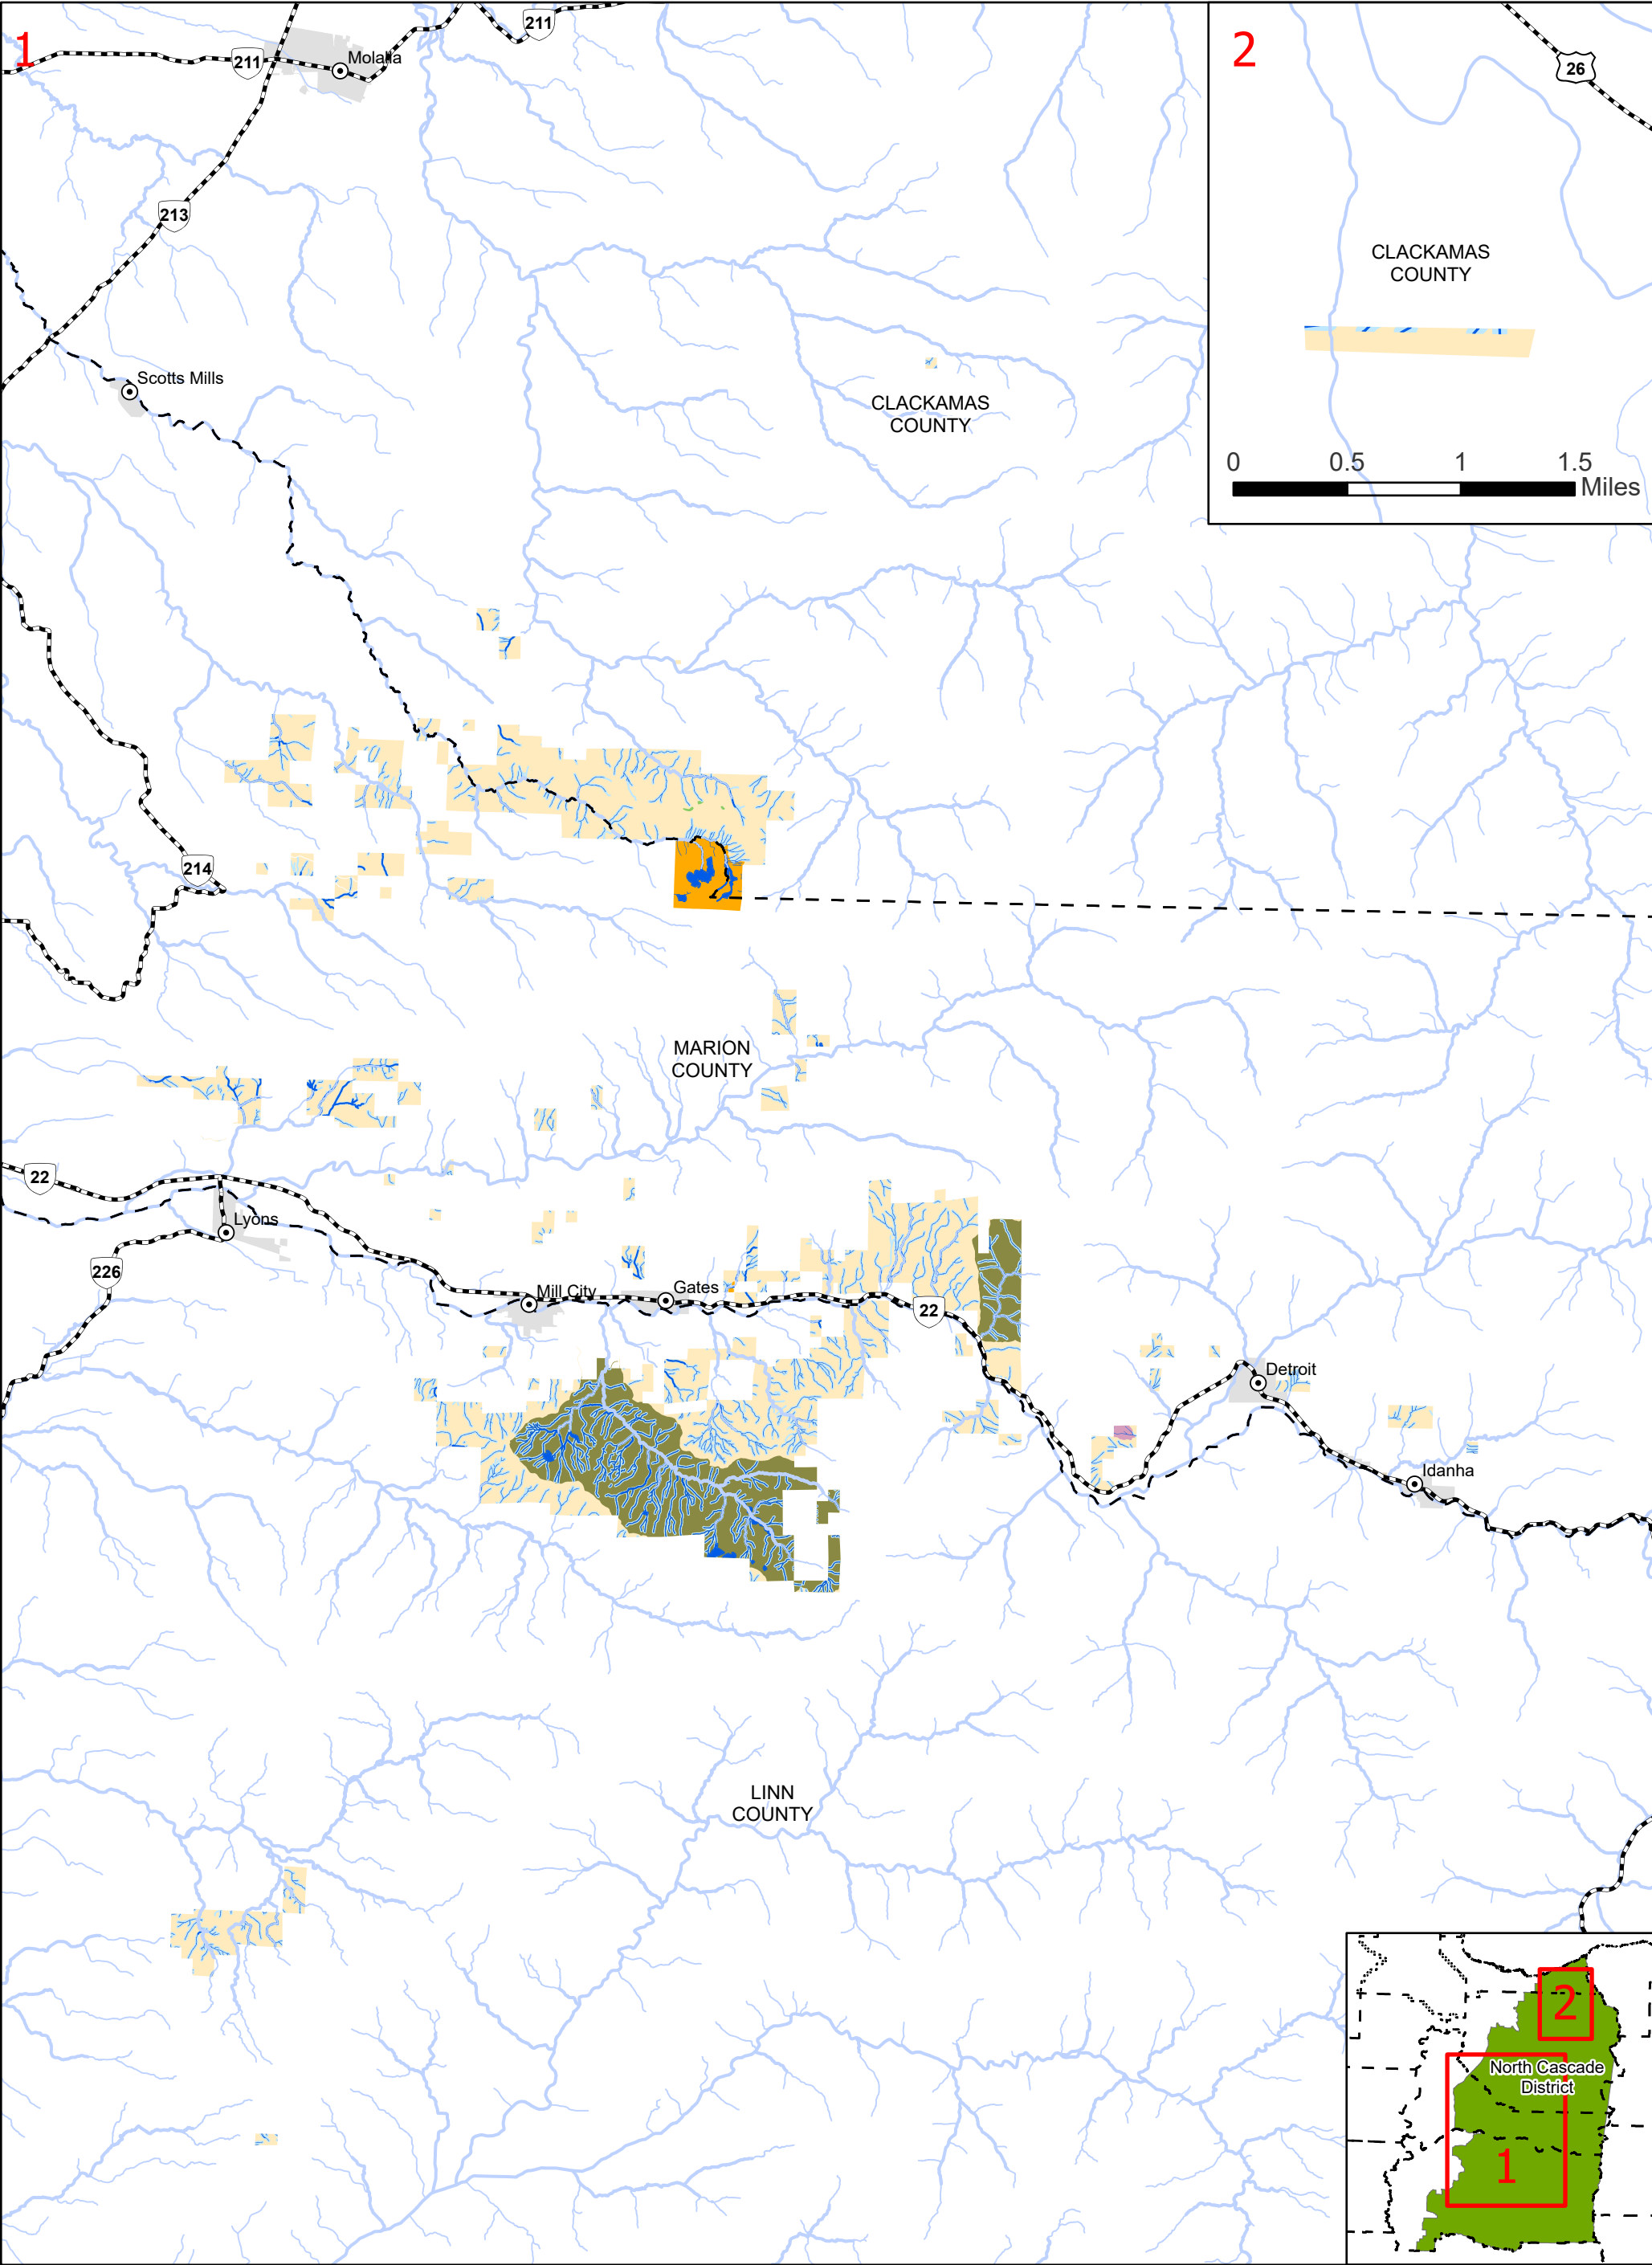 1
211
Molalla
211
2
26
213
CLACKAMAS
COUNTY
Scotts Mills
CLACKAMAS
COUNTY
0 0.5 1 1.5
Miles
214
MARION
COUNTY
22
Lyons
226
Mill City
Gates
22
Detroit
Idanha
LINN
COUNTY
2
North Cascade
District
1